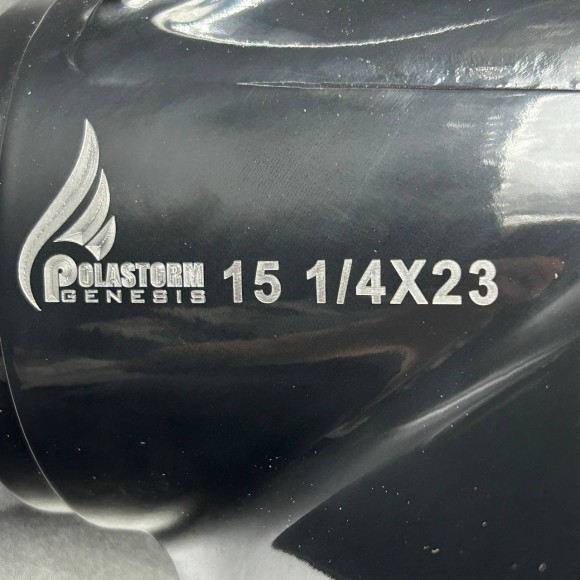 POLASTORM
GENESIS
15 1/4X23